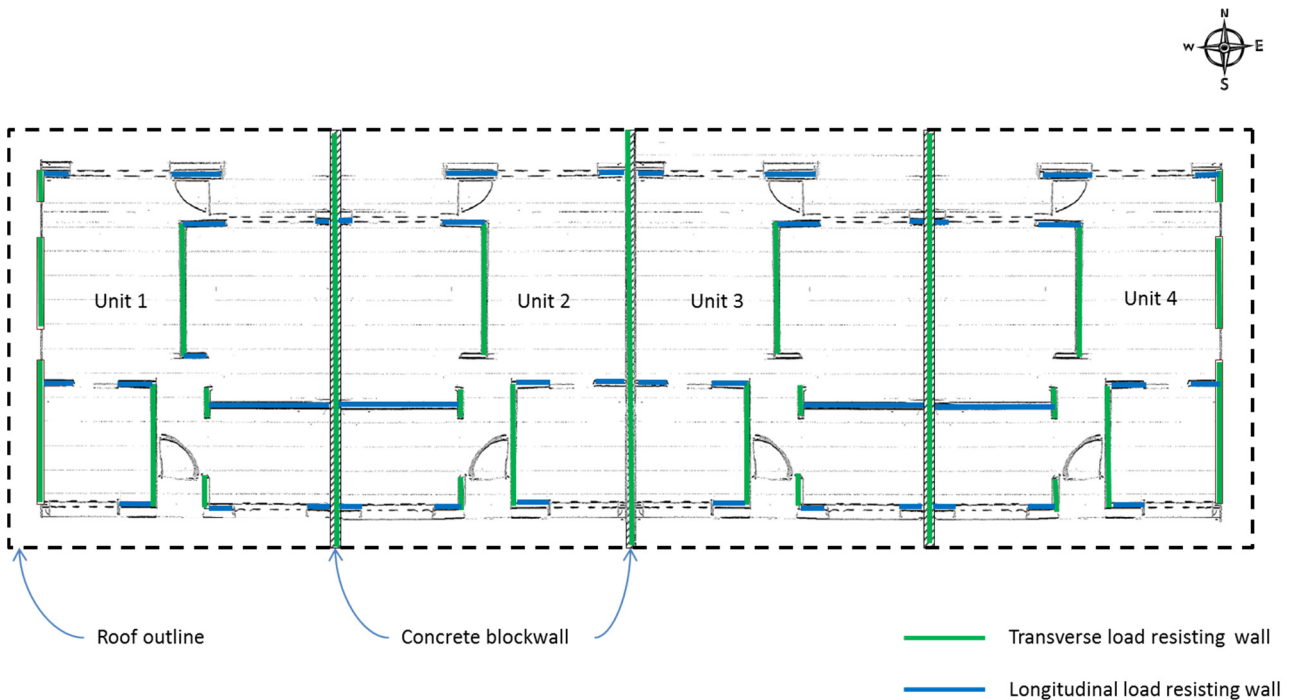 N
W E
S
Unit 1
Unit 2
Unit 3
Unit 4
Roof outline
Concrete blockwall
Transverse load resisting wall
Longitudinal load resisting wall